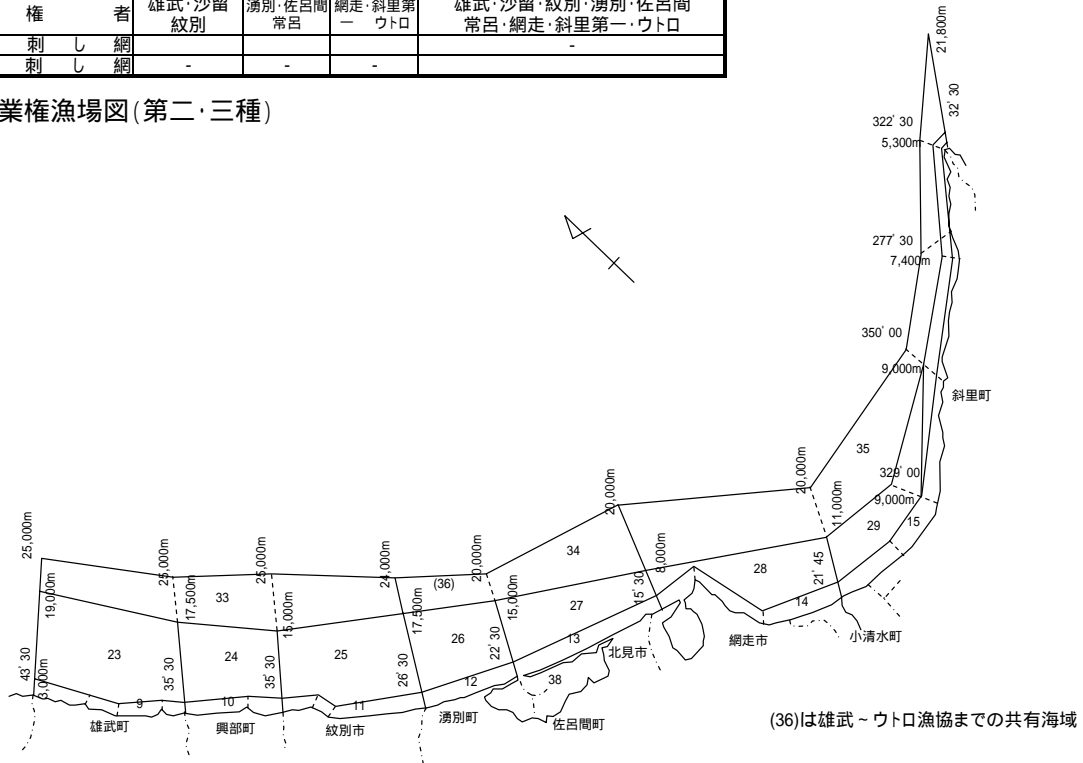 権 者 雄武・沙留 紋別 湧別・佐呂間 常呂 網走・斜里第一 ウトロ 雄武・沙留・紋別・湧別・佐呂間 常呂・網走・斜里第一・ウトロ
刺し網 -
刺し網 - - -
業権漁場図(第二・三種)
21,800m
32' 30
322' 30
5,300m
277' 30
7,400m
350' 00
9,000m
斜里町
35
329' 00
9,000m
15
29
11,000m
20,000m
20,000m
25,000m
25,000m
25,000m
24,000m
20,000m
34
8,000m
28
21' 45
19,000m
17,500m
33
15,000m
17,500m
(36)
15,000m
27
15' 30
14
23
24
25
26
22' 30
13
43' 30
3,000m
35' 30
35' 30
26' 30
12
38
9
10
11
雄武町
興部町
紋別市
湧別町
佐呂間町
北見市
網走市
小清水町
(36)は雄武~ウトロ漁協までの共有海域